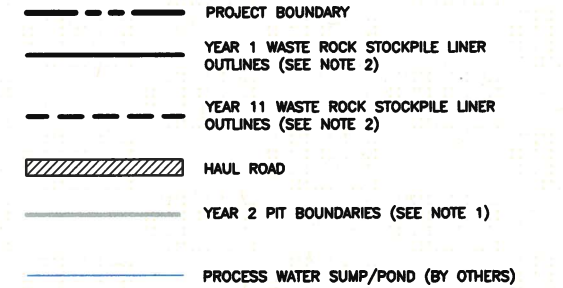 PROJECT BOUNDARY
YEAR 1 WASTE ROCK STOCKPILE LINER
OUTLINES (SEE NOTE 2)
YEAR 11 WASTE ROCK STOCKPILE LINER
OUTLINES (SEE NOTE 2)
HAUL ROAD
YEAR 2 PIT BOUNDARIES (SEE NOTE 1)
PROCESS WATER SUMP/POND (BY OTHERS)